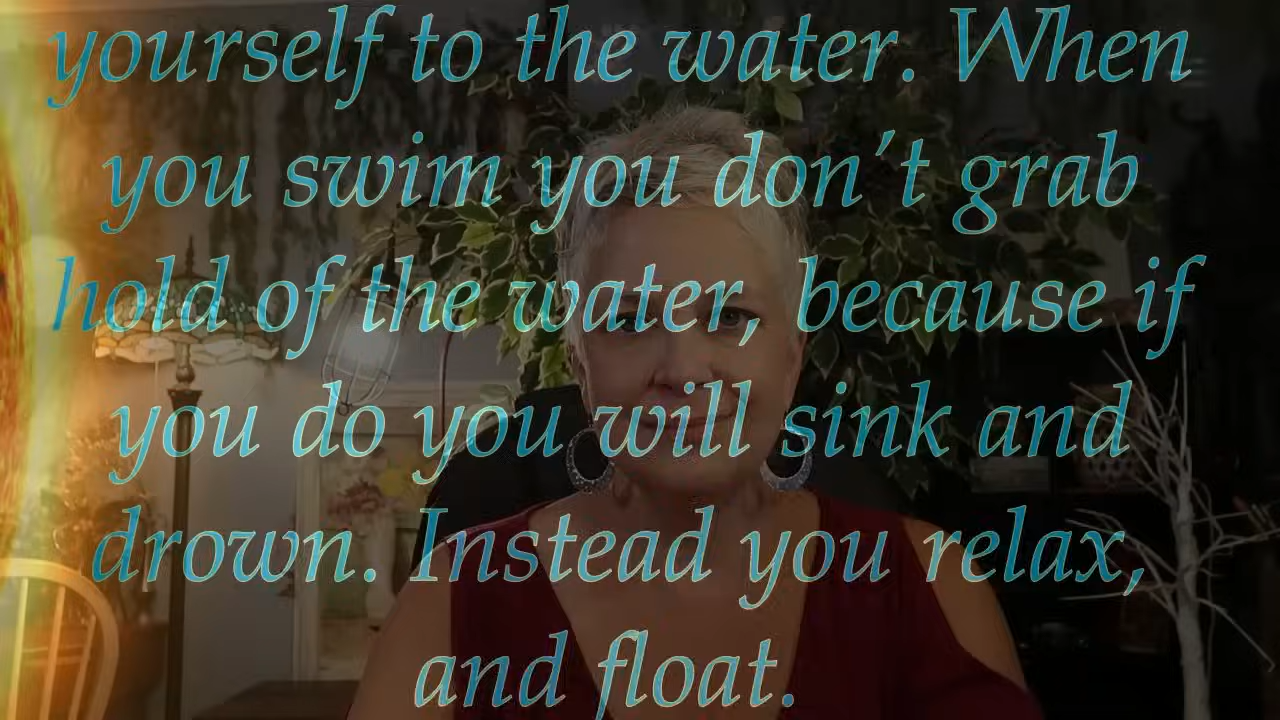 yourself to the water. When
you swim you don’t grab
hold of the water, because if
you do you will sink and
drown. Instead you relax,
and float.